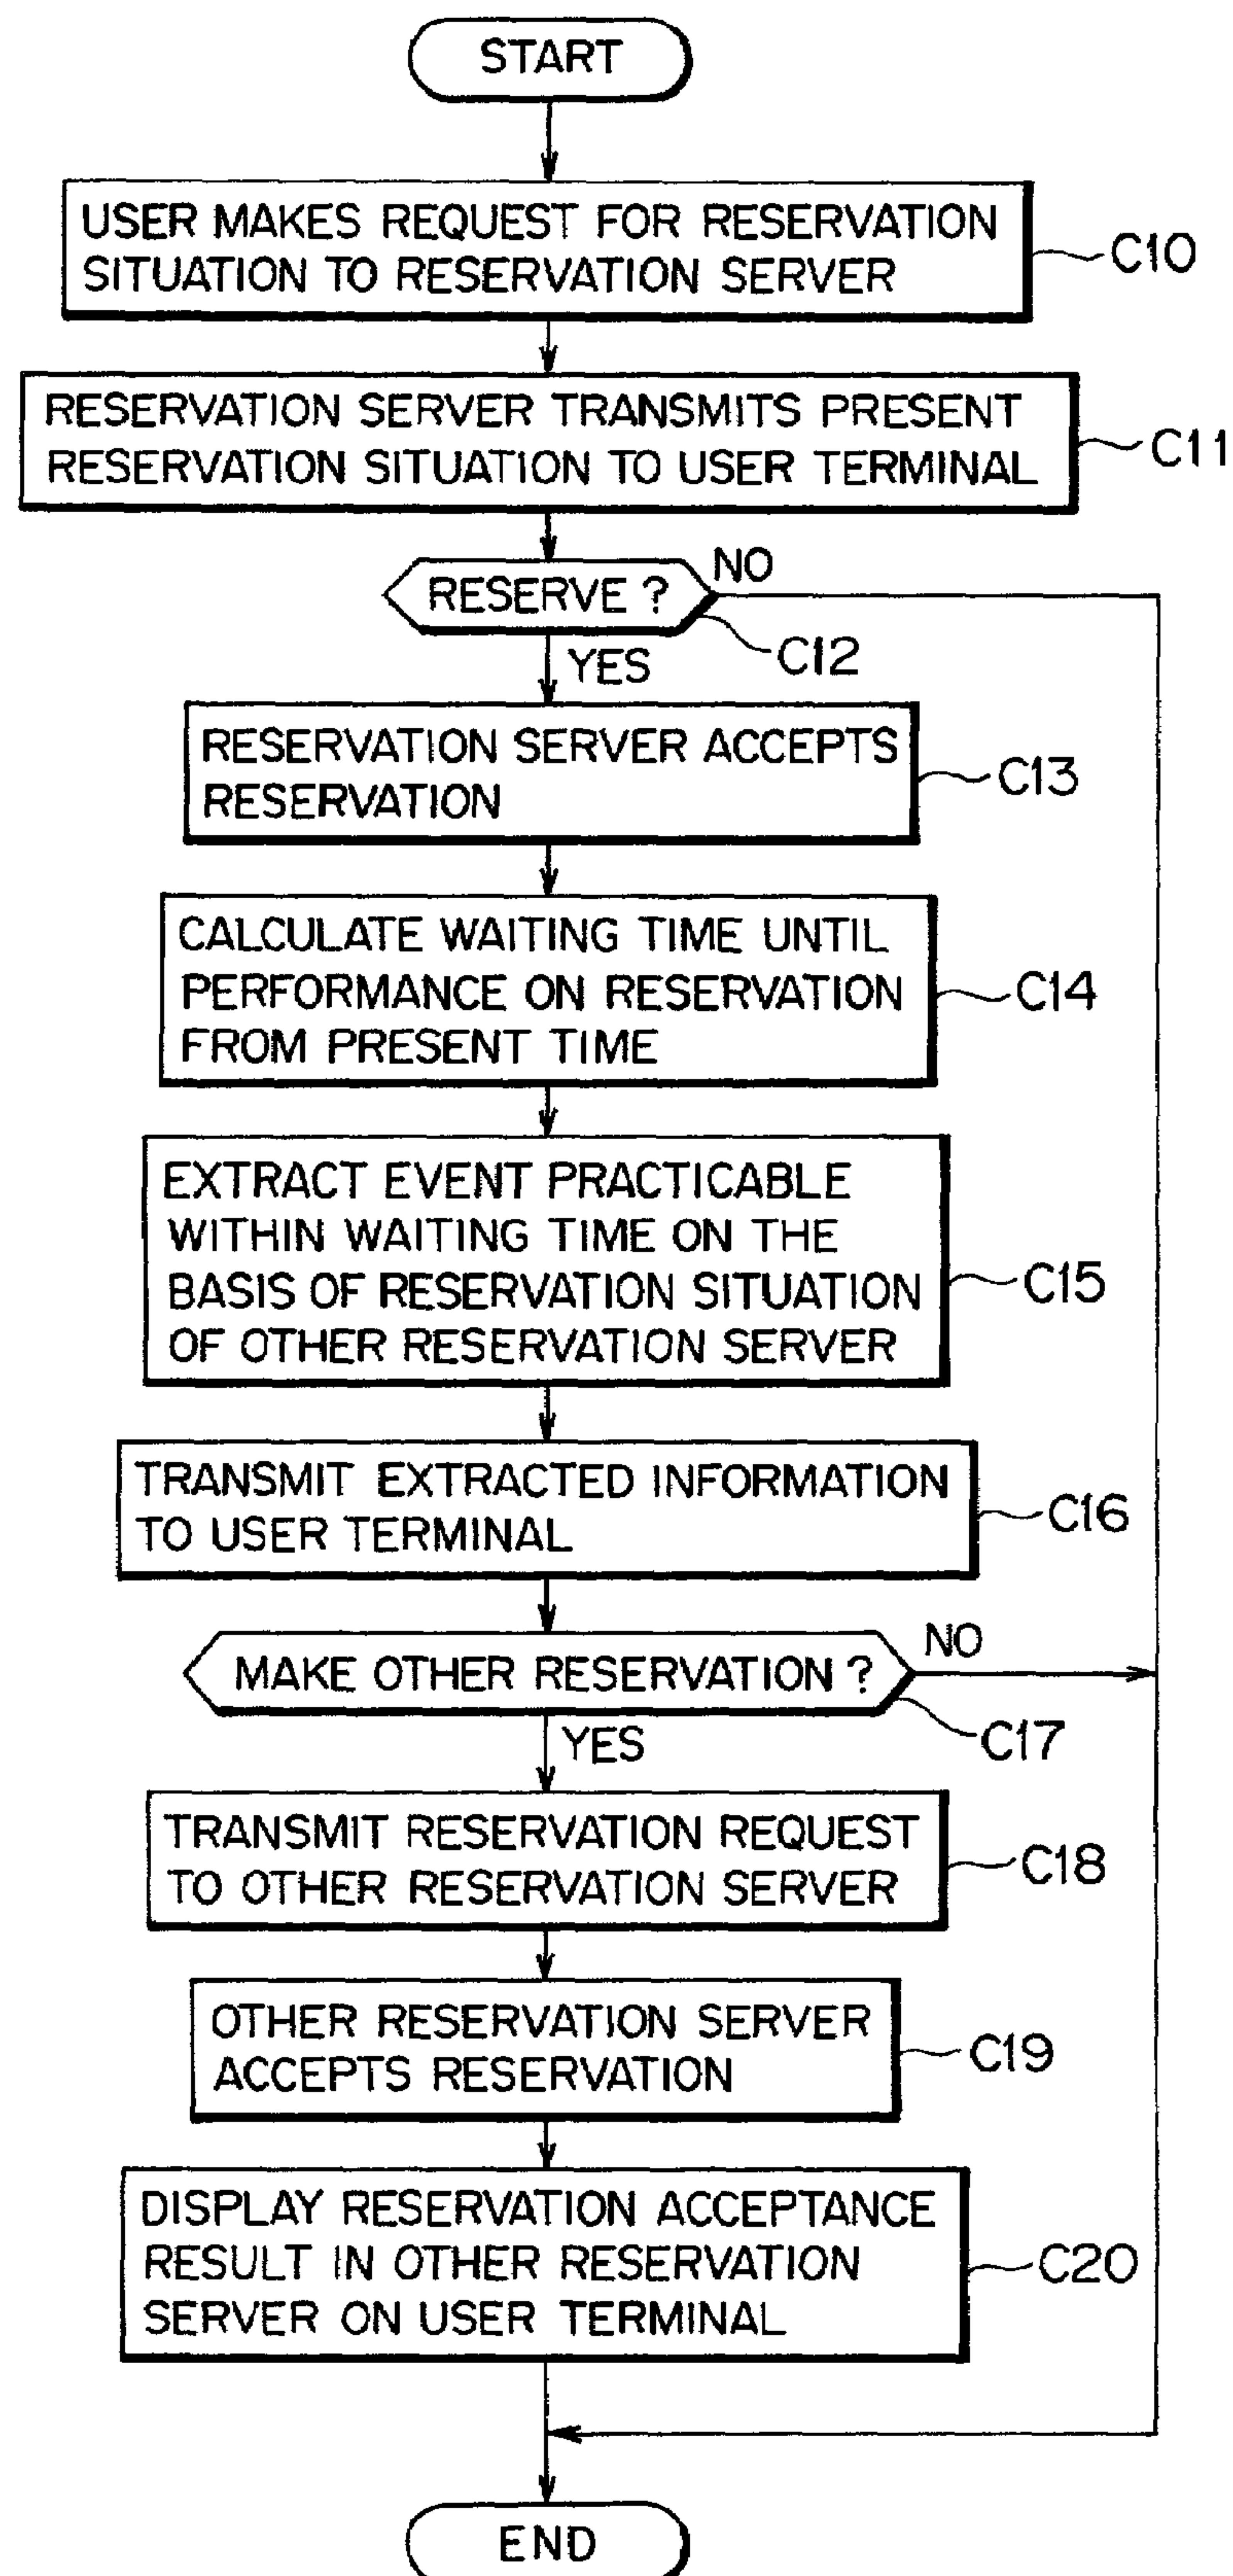 START
USER MAKES REQUEST FOR RESERVATION
SITUATION TO RESERVATION SERVER
C10
RESERVATION SERVER TRANSMITS PRESENT
RESERVATION SITUATION TO USER TERMINAL
C11
RESERVE ?
NO
C12
YES
RESERVATION SERVER ACCEPTS
RESERVATION
C13
CALCULATE WAITING TIME UNTIL
PERFORMANCE ON RESERVATION
FROM PRESENT TIME
C14
EXTRACT EVENT PRACTICABLE
WITHIN WAITING TIME ON THE
BASIS OF RESERVATION SITUATION
OF OTHER RESERVATION SERVER
C15
TRANSMIT EXTRACTED INFORMATION
TO USER TERMINAL
C16
MAKE OTHER RESERVATION ?
NO
C17
YES
TRANSMIT RESERVATION REQUEST
TO OTHER RESERVATION SERVER
C18
OTHER RESERVATION SERVER
ACCEPTS RESERVATION
C19
DISPLAY RESERVATION ACCEPTANCE
RESULT IN OTHER RESERVATION
SERVER ON USER TERMINAL
C20
END